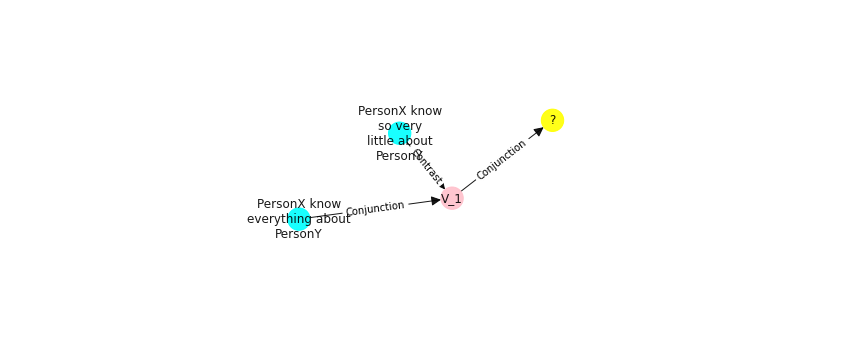 PersonX know
so very
little about
PersonY
?
Conjunction
Contrast
V_1
PersonX know
everything about
PersonY
Conjunction